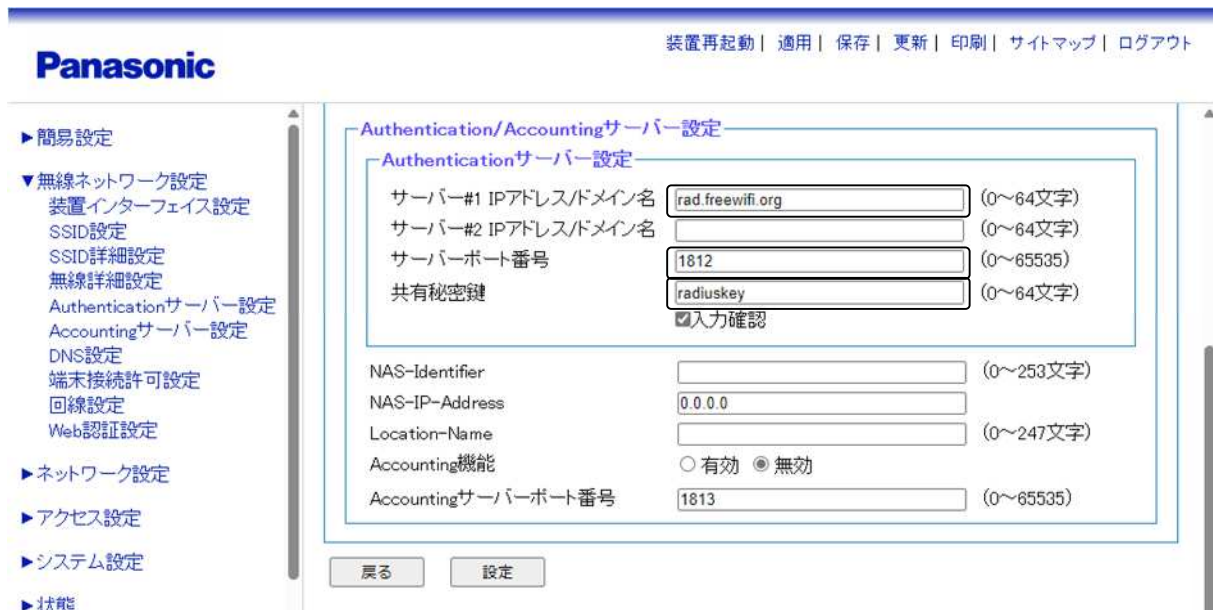 装置再起動 | 適用 | 保存 | 更新 | 印刷 | サイトマップ | ログアウト
Panasonic
▶簡易設定
▼無線ネットワーク設定
装置インターフェイス設定
SSID設定
SSID詳細設定
無線詳細設定
Authenticationサーバー設定
Accountingサーバー設定
DNS設定
端末接続許可設定
回線設定
Web認証設定
▶ネットワーク設定
▶アクセス設定
▶システム設定
▶状態
Authentication/Accountingサーバー設定
Authenticationサーバー設定
サーバー#1 IPアドレス/ドメイン名 rad.freewifi.org (0～64文字)
サーバー#2 IPアドレス/ドメイン名 (0～64文字)
サーバーポート番号 1812 (0～65535)
共有秘密鍵 radiuskey (0～64文字)
入力確認
NAS-Identifier (0～253文字)
NAS-IP-Address 0.0.0.0
Location-Name (0～247文字)
Accounting機能 有効 無効
Accountingサーバーポート番号 1813 (0～65535)
戻る 設定